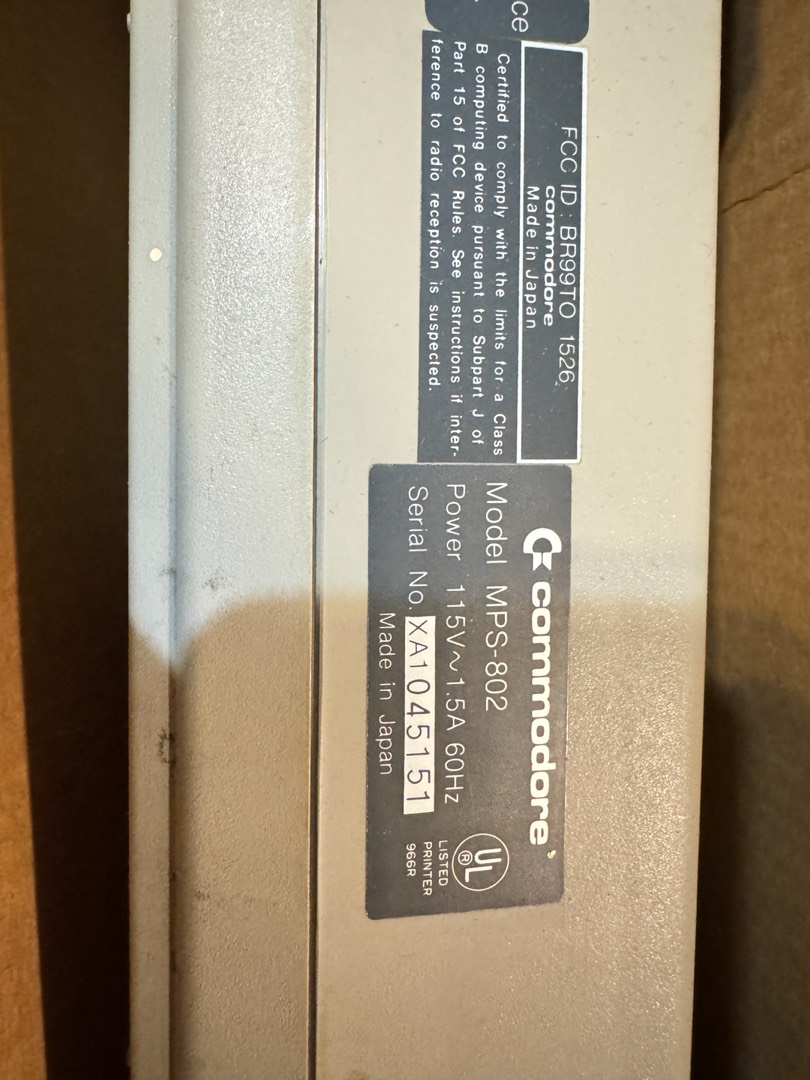 ce
FCC ID: BR99TO 1526
commodore
Made in Japan
Certified to comply with the limits for a Class
B computing device pursuant to Subpart J of
Part 15 of FCC Rules. See instructions if inter-
ference to radio reception is suspected.
commodore
Model MPS-802
Power 115V~1.5A 60Hz
Serial No. XA1045151
Made in Japan
UL
®
LISTED
PRINTER
966R